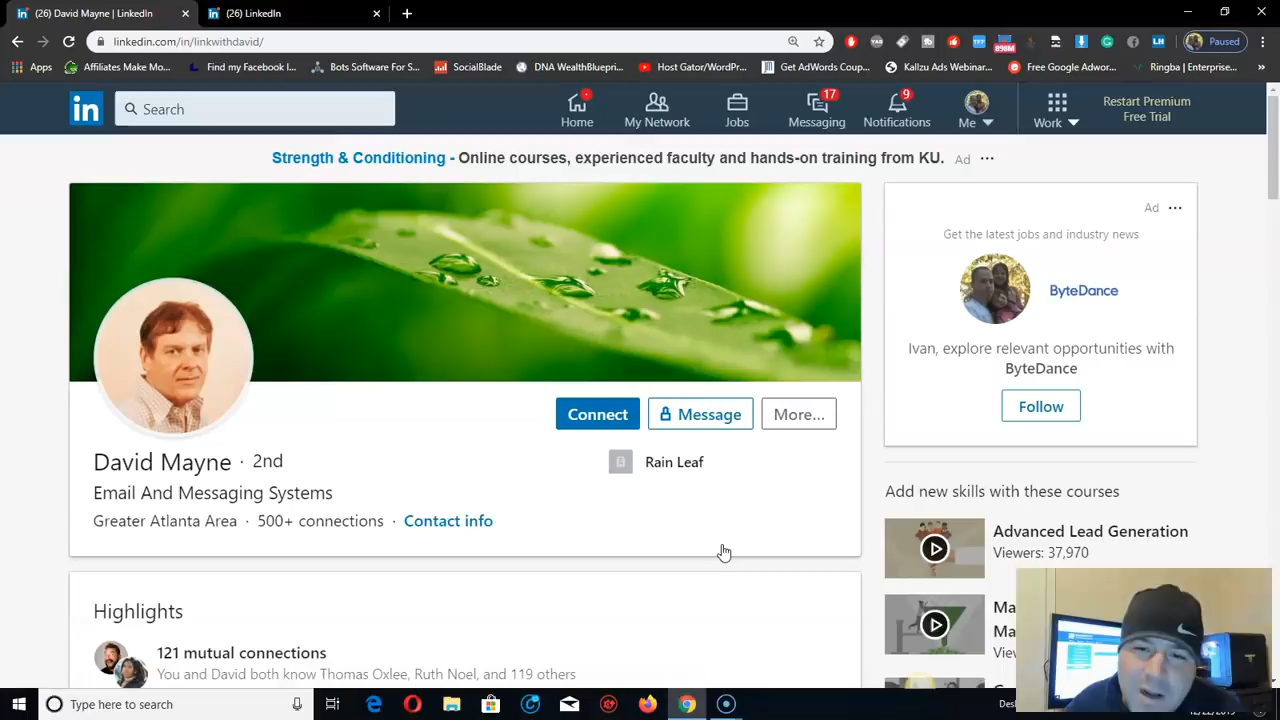 (26) David Mayne | LinkedIn
(26) LinkedIn
linkedin.com/in/linkwithdavid/
Paused
Apps
Affiliates Make Mo...
Find my Facebook I...
Bots Software For S...
SocialBlade
DNA WealthBluepri...
Host Gator/WordPr...
Get AdWords Coup...
Kallzu Ads Webinar...
Free Google Adwor...
Ringba | Enterprise...
in
Search
Home
My Network
Jobs
17
Messaging
9
Notifications
Me
Work
Restart Premium
Free Trial
Strength & Conditioning - Online courses, experienced faculty and hands-on training from KU. Ad
Ad
Get the latest jobs and industry news
ByteDance
Ivan, explore relevant opportunities with
ByteDance
Follow
Connect
Message
More...
David Mayne · 2nd
Rain Leaf
Email And Messaging Systems
Greater Atlanta Area · 500+ connections · Contact info
Add new skills with these courses
Advanced Lead Generation
Viewers: 37,970
Highlights
121 mutual connections
You and David both know Thomas Oxlee, Ruth Noel, and 119 others
Type here to search